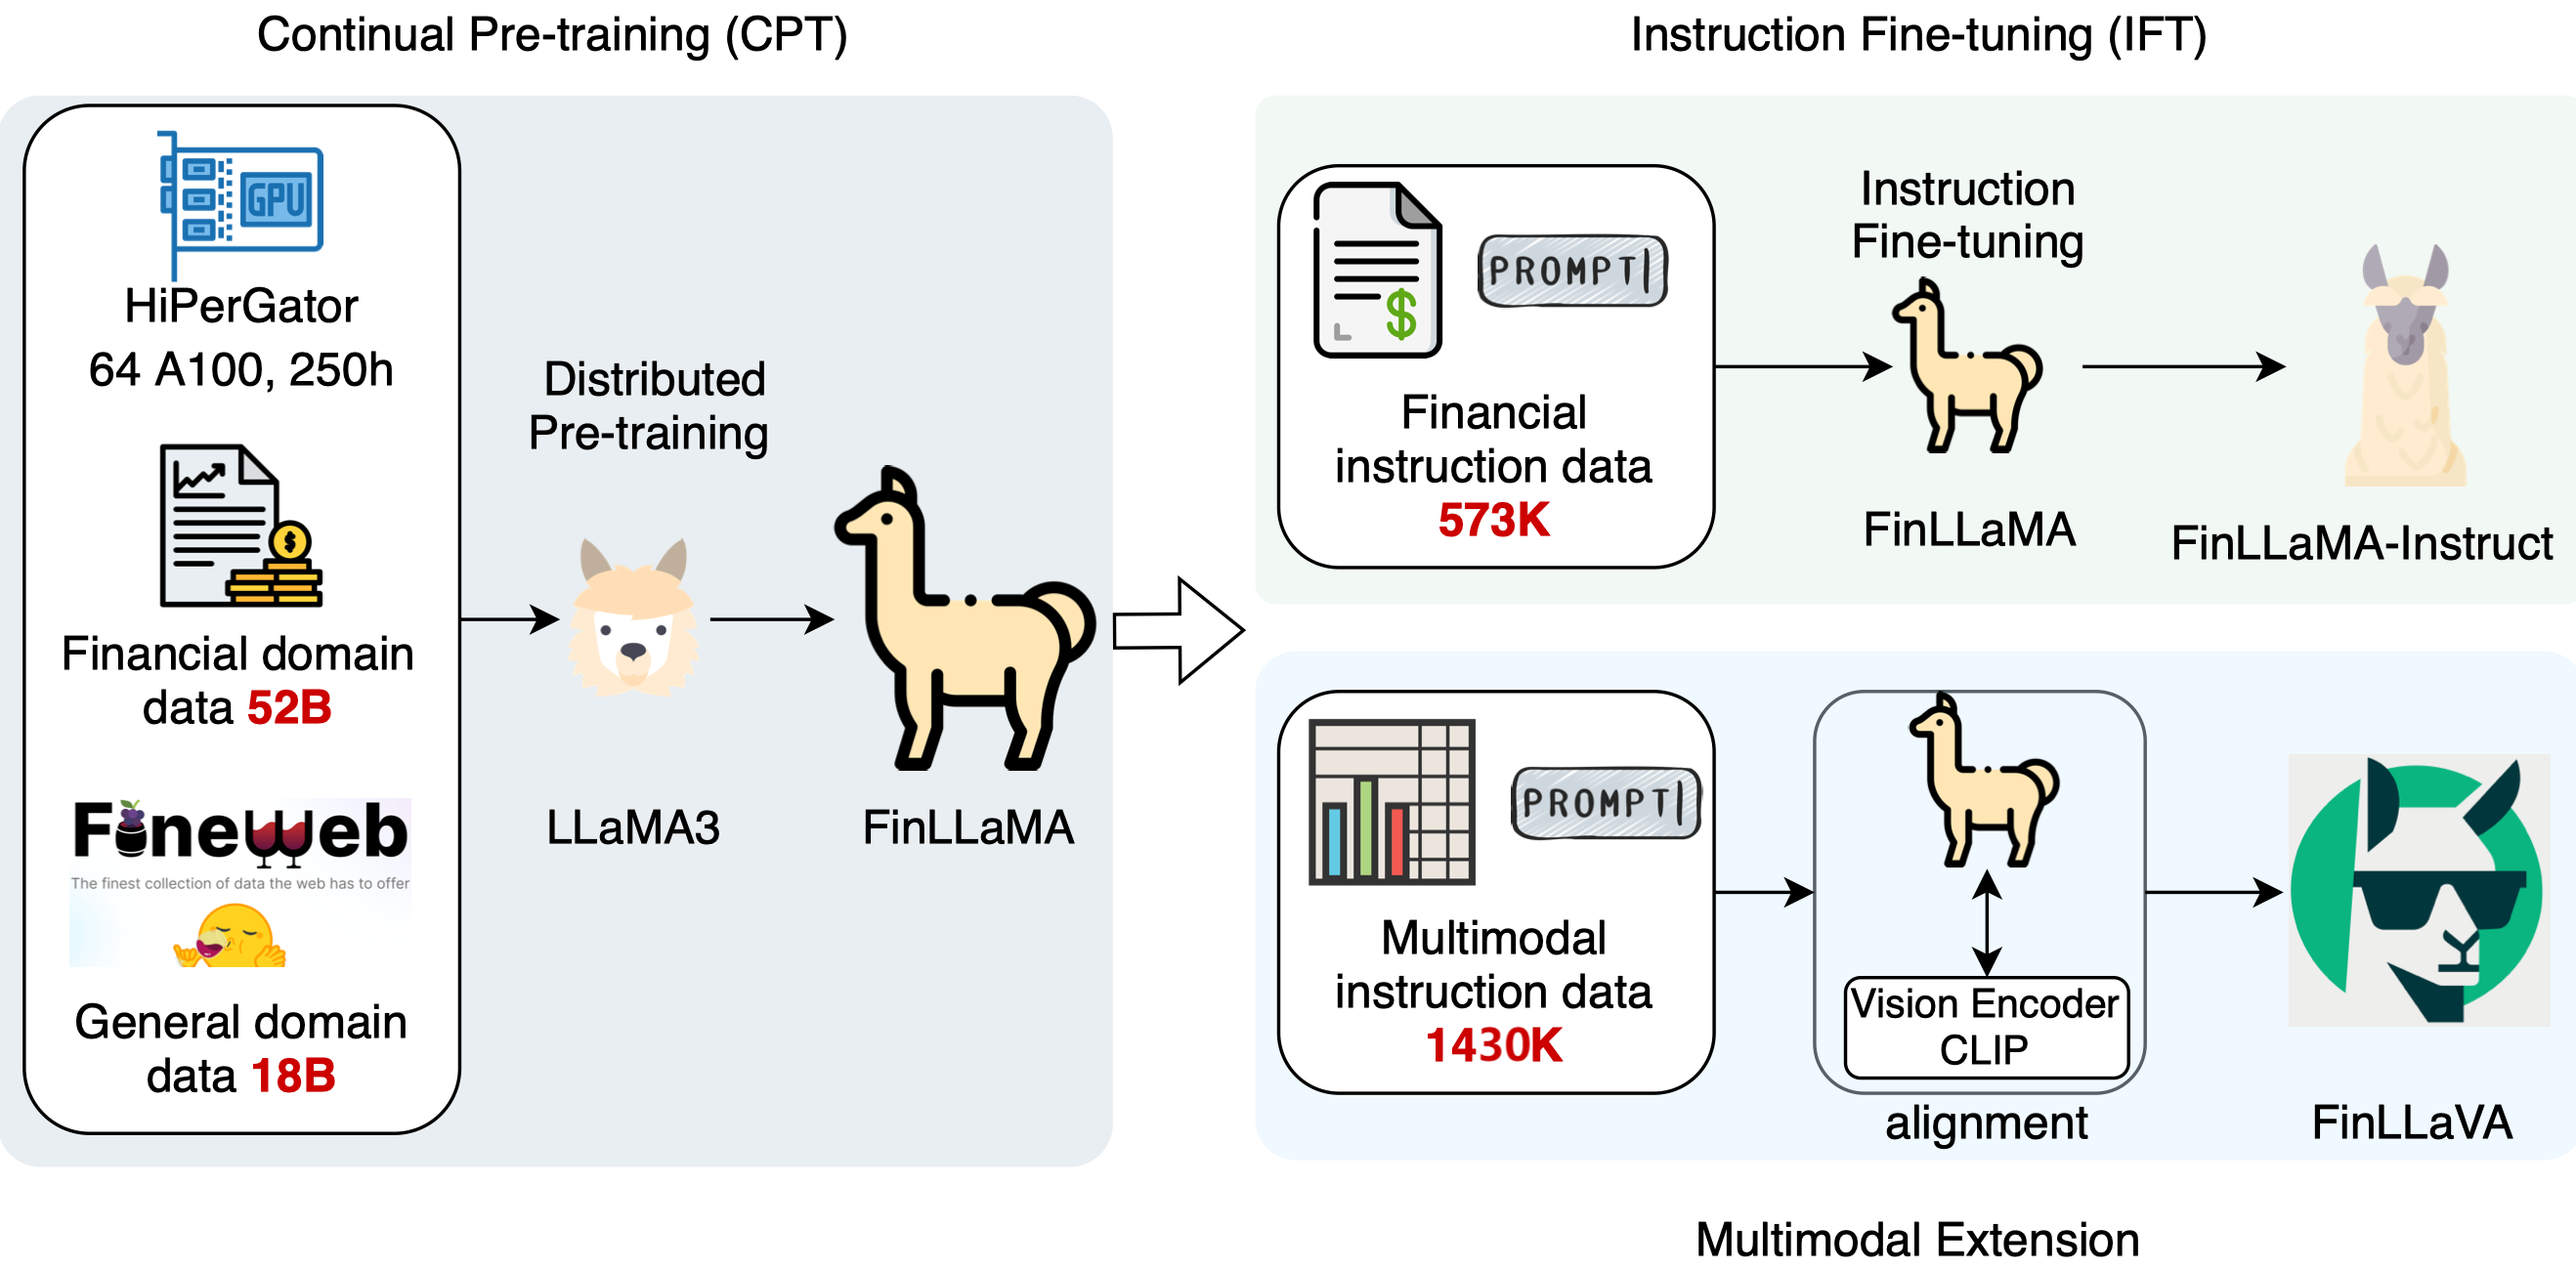 Continual Pre-training (CPT)
GPU
HiPerGator
64 A100, 250h
Financial domain
data 52B
Fineweb
The finest collection of data the web has to offer
General domain
data 18B
Distributed
Pre-training
LLaMA3
FinLLaMA
Instruction Fine-tuning (IFT)
$
PROMPT|
Financial
instruction data
573K
Instruction
Fine-tuning
FinLLaMA
FinLLaMA-Instruct
PROMPT|
Multimodal
instruction data
1430K
Vision Encoder
CLIP
alignment
FinLLaVA
Multimodal Extension